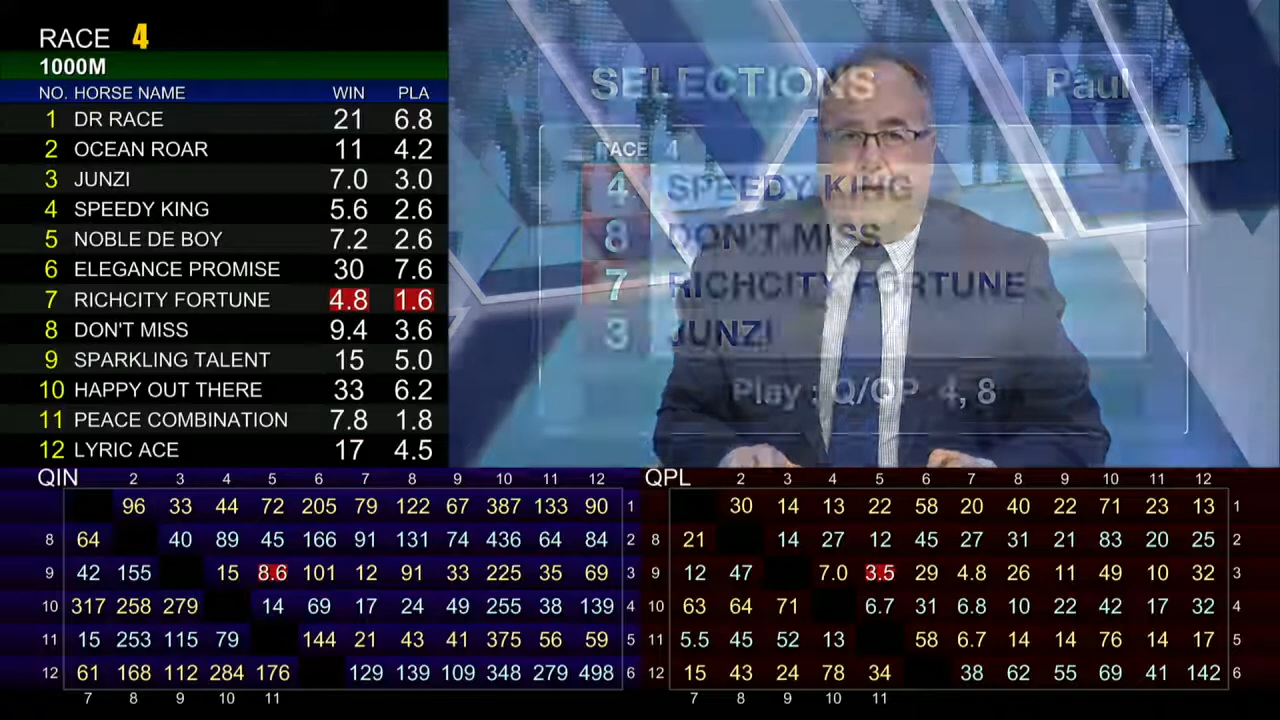 RACE 4
1000M
NO. HORSE NAME WIN PLA
1 DR RACE 21 6.8
2 OCEAN ROAR 11 4.2
3 JUNZI 7.0 3.0
4 SPEEDY KING 5.6 2.6
5 NOBLE DE BOY 7.2 2.6
6 ELEGANCE PROMISE 30 7.6
7 RICHCITY FORTUNE 4.8 1.6
8 DON'T MISS 9.4 3.6
9 SPARKLING TALENT 15 5.0
10 HAPPY OUT THERE 33 6.2
11 PEACE COMBINATION 7.8 1.8
12 LYRIC ACE 17 4.5
SELECTIONS Paul
RACE 4
4 SPEEDY KING
8 DON'T MISS
7 RICHCITY FORTUNE
3 JUNZI
Play : Q/QP 4, 8
QIN 2 3 4 5 6 7 8 9 10 11 12
96 33 44 72 205 79 122 67 387 133 90 1
8 64 40 89 45 166 91 131 74 436 64 84 2
9 42 155 15 8.6 101 12 91 33 225 35 69 3
10 317 258 279 14 69 17 24 49 255 38 139 4
11 15 253 115 79 144 21 43 41 375 56 59 5
12 61 168 112 284 176 129 139 109 348 279 498 6
7 8 9 10 11
QPL 2 3 4 5 6 7 8 9 10 11 12
30 14 13 22 58 20 40 22 71 23 13 1
8 21 14 27 12 45 27 31 21 83 20 25 2
9 12 47 7.0 3.5 29 4.8 26 11 49 10 32 3
10 63 64 71 6.7 31 6.8 10 22 42 17 32 4
11 5.5 45 52 13 58 6.7 14 14 76 14 17 5
12 15 43 24 78 34 38 62 55 69 41 142 6
7 8 9 10 11